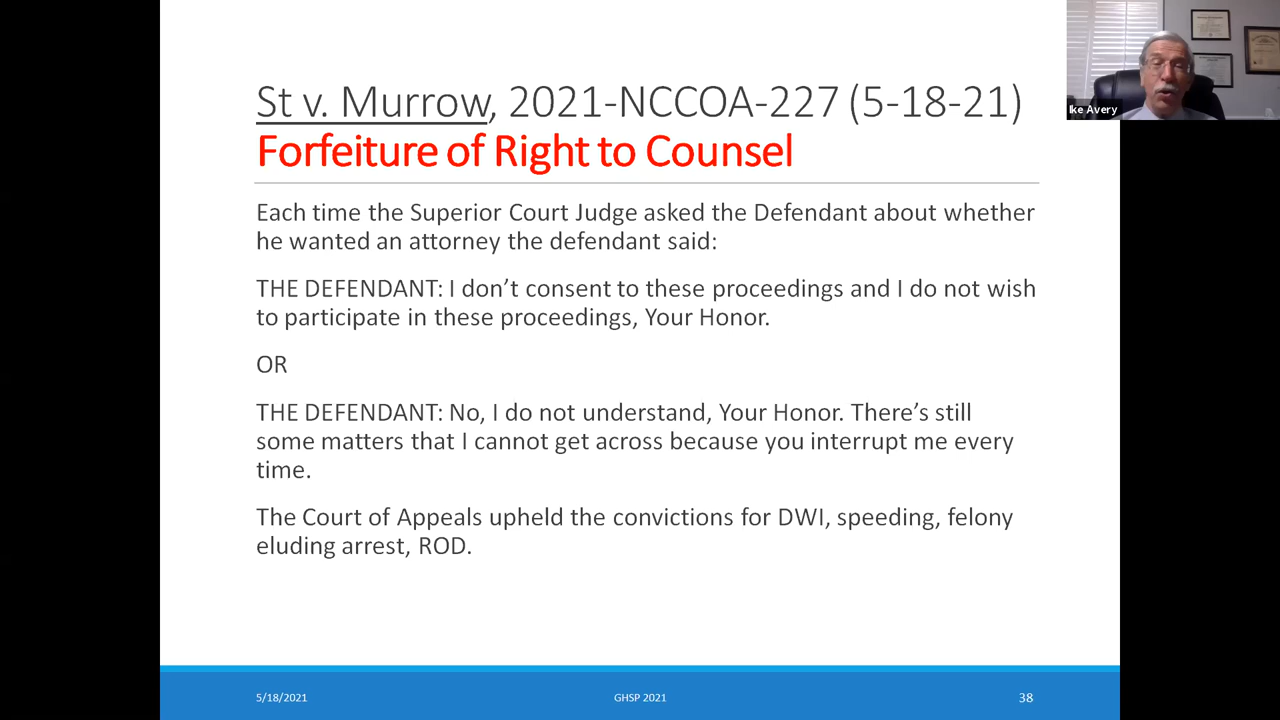 St v. Murrow, 2021-NCCOA-227 (5-18-21)
Forfeiture of Right to Counsel
Each time the Superior Court Judge asked the Defendant about whether
he wanted an attorney the defendant said:
THE DEFENDANT: I don’t consent to these proceedings and I do not wish
to participate in these proceedings, Your Honor.
OR
THE DEFENDANT: No, I do not understand, Your Honor. There’s still
some matters that I cannot get across because you interrupt me every
time.
The Court of Appeals upheld the convictions for DWI, speeding, felony
eluding arrest, ROD.
5/18/2021
GHSP 2021
38
Ike Avery